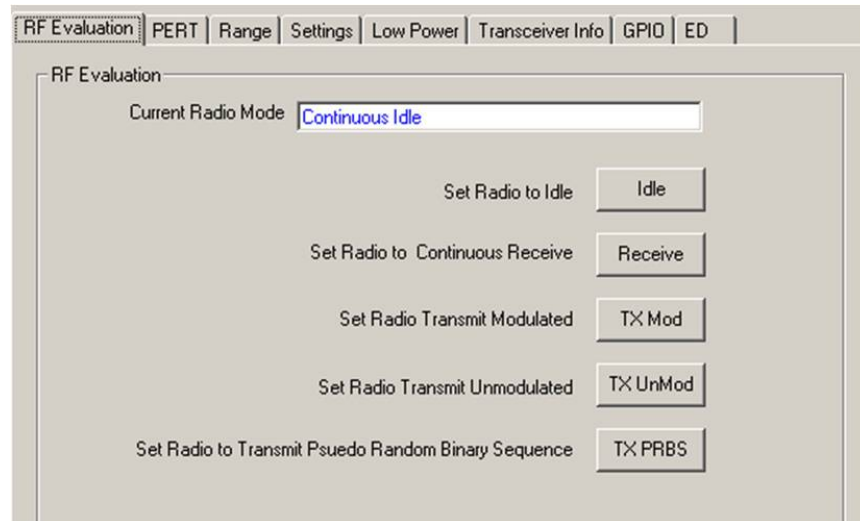 RF Evaluation PERT Range Settings Low Power Transceiver Info GPIO ED
RF Evaluation
Current Radio Mode Continuous Idle
Set Radio to Idle Idle
Set Radio to Continuous Receive Receive
Set Radio Transmit Modulated TX Mod
Set Radio Transmit Unmodulated TX UnMod
Set Radio to Transmit Psuedo Random Binary Sequence TX PRBS